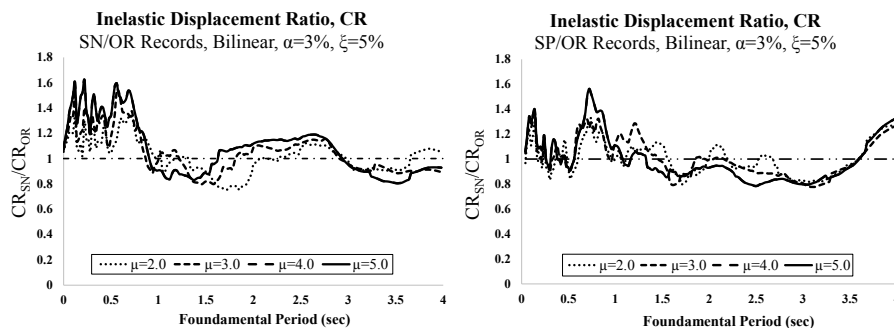 Inelastic Displacement Ratio, CR
SN/OR Records, Bilinear, α=3%, ξ=5%
CRSN/CROR
1.8
1.6
1.4
1.2
1
0.8
0.6
0.4
0.2
0
μ=2.0 μ=3.0 μ=4.0 μ=5.0
0 0.5 1 1.5 2 2.5 3 3.5 4
Foundamental Period (sec)
Inelastic Displacement Ratio, CR
SP/OR Records, Bilinear, α=3%, ξ=5%
CRSN/CROR
1.8
1.6
1.4
1.2
1
0.8
0.6
0.4
0.2
0
μ=2.0 μ=3.0 μ=4.0 μ=5.0
0 0.5 1 1.5 2 2.5 3 3.5
Foundamental Period (sec)